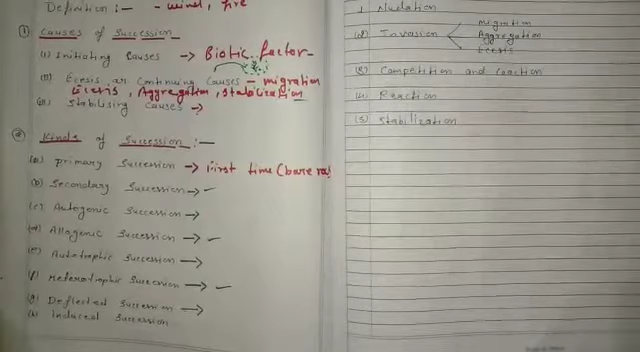 Definition :- - wind, fire
① Causes of Succession :-
(i) Initiating Causes → Biotic factor
(ii) Ecesis or Continuing Causes - migration
Ecesis, Aggregation, Stabilization
(iii) Stabilising Causes →
② Kinds of Succession :-
(a) Primary Succession → First time (bare
(b) Secondary Succession →
(c) Autogenic Succession →
(d) Allogenic Succession →
(e) Autotrophic Succession →
(f) Heterotrophic Succession →
(g) Deflected Succession →
(h) Induced Succession
1. Nudation
Invasion
migration
Aggregation
Ecesis
Competition and Coaction
(4) Reaction
(5) Stabilization